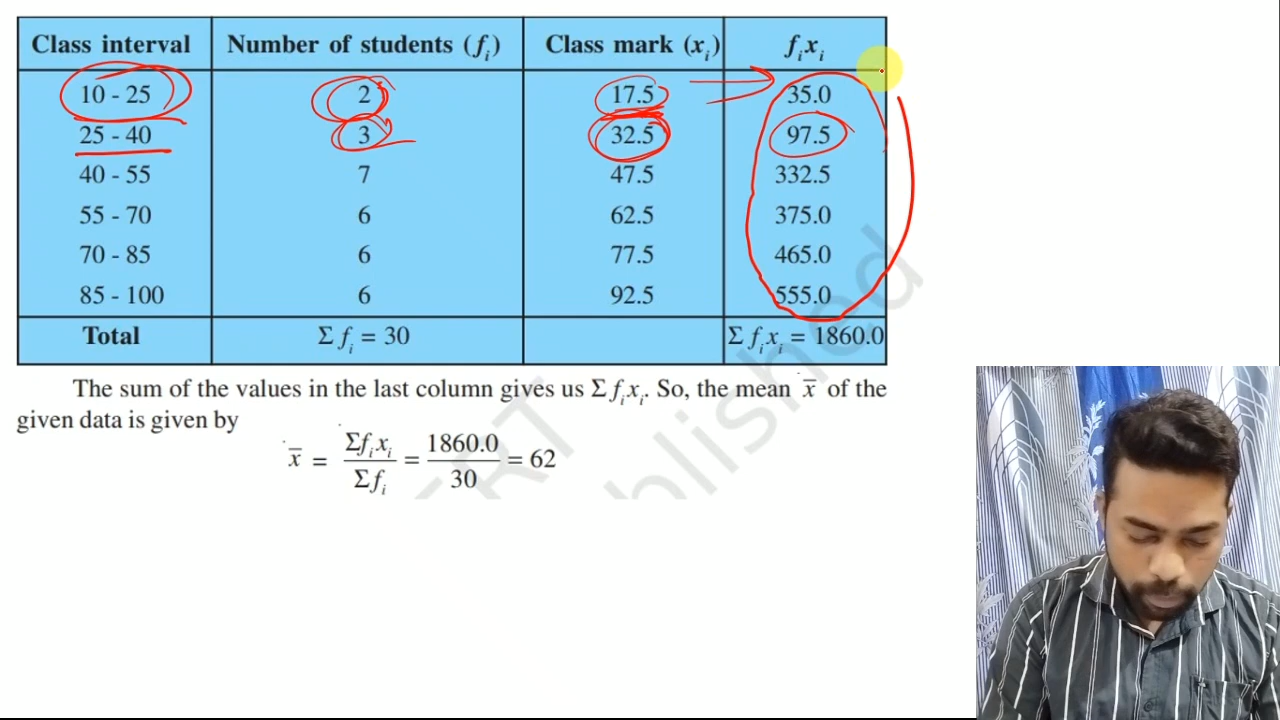 Class interval Number of students (fᵢ) Class mark (xᵢ) fᵢxᵢ
10 - 25 2 17.5 35.0
25 - 40 3 32.5 97.5
40 - 55 7 47.5 332.5
55 - 70 6 62.5 375.0
70 - 85 6 77.5 465.0
85 - 100 6 92.5 555.0
Total Σ fᵢ = 30 Σ fᵢxᵢ = 1860.0
The sum of the values in the last column gives us Σ fᵢxᵢ. So, the mean x̅ of the
given data is given by
x̅ = Σfᵢxᵢ / Σfᵢ = 1860.0 / 30 = 62